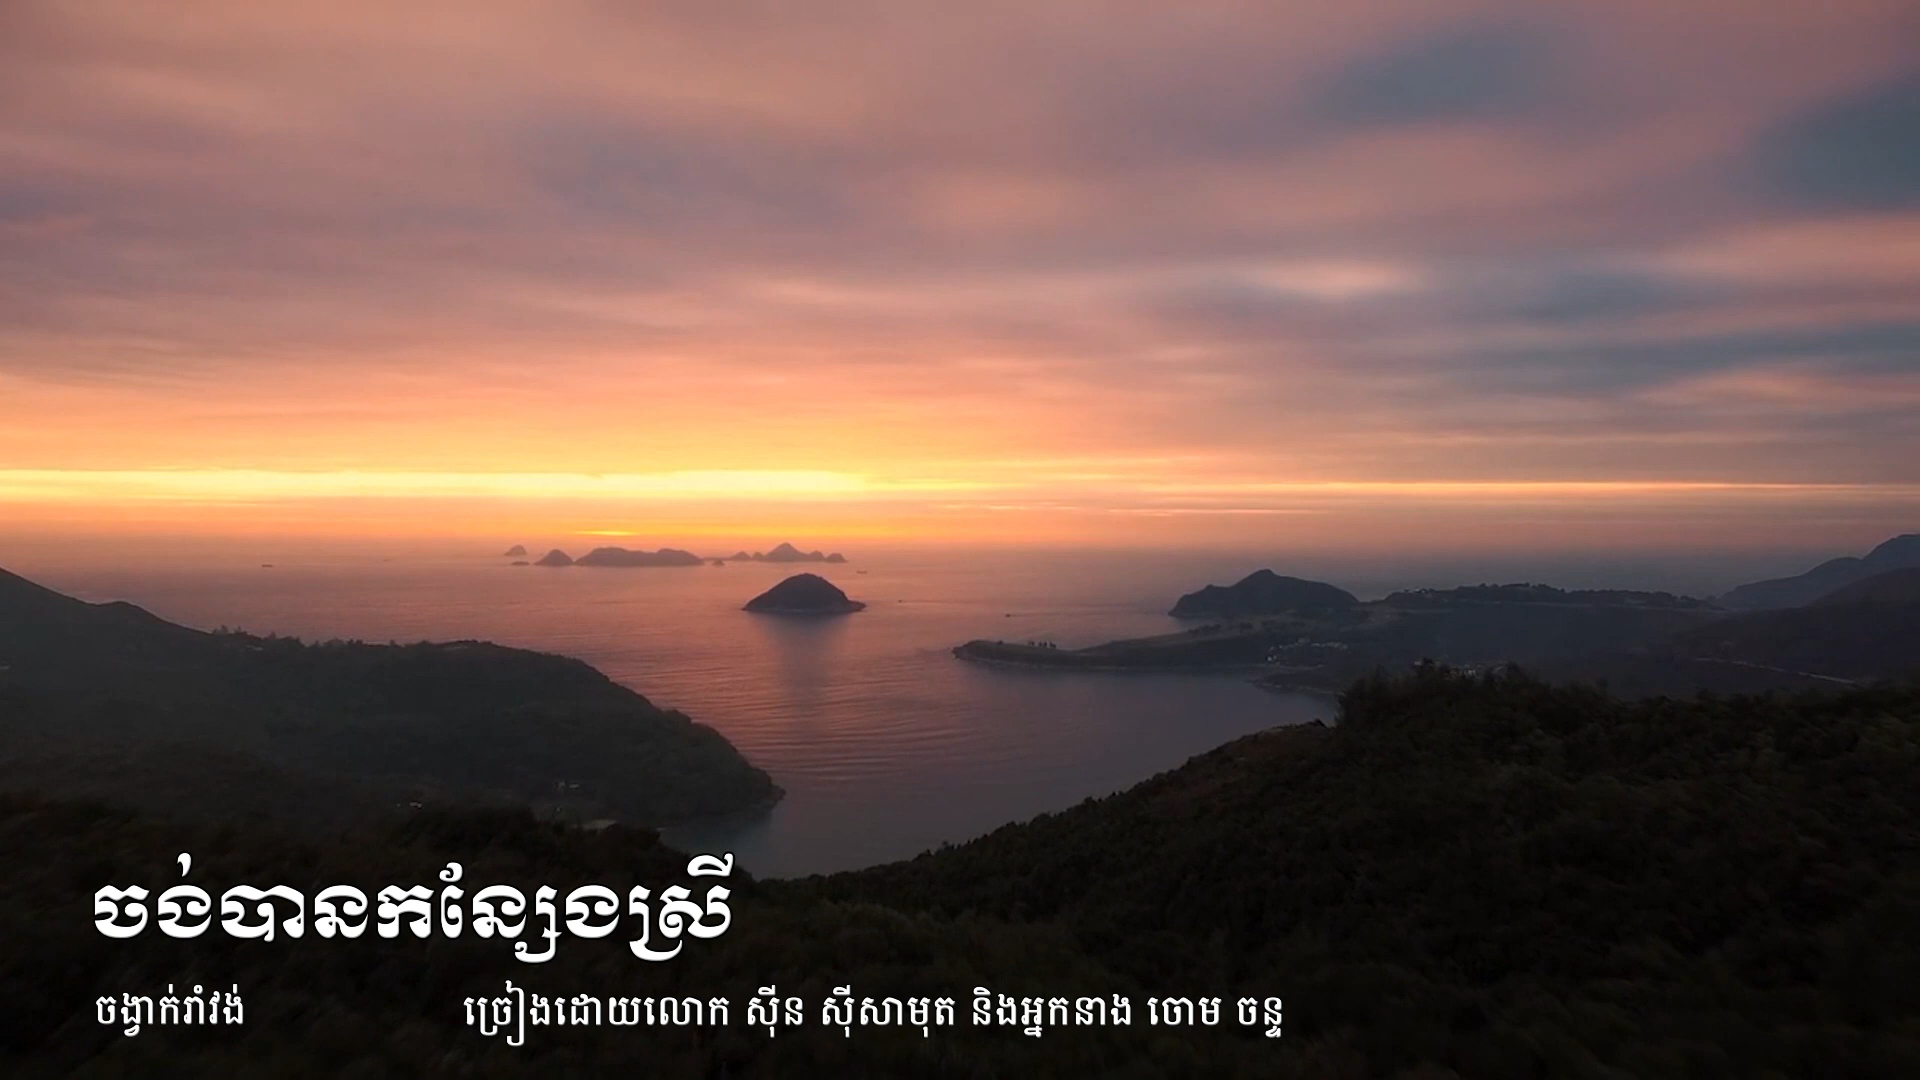 ចង់បានកន្សែងស្រី
ចង្វាក់រាំវង់ ច្រៀងដោយលោក ស៊ីន ស៊ីសាមុត និងអ្នកនាង ចោម ចន្ទ